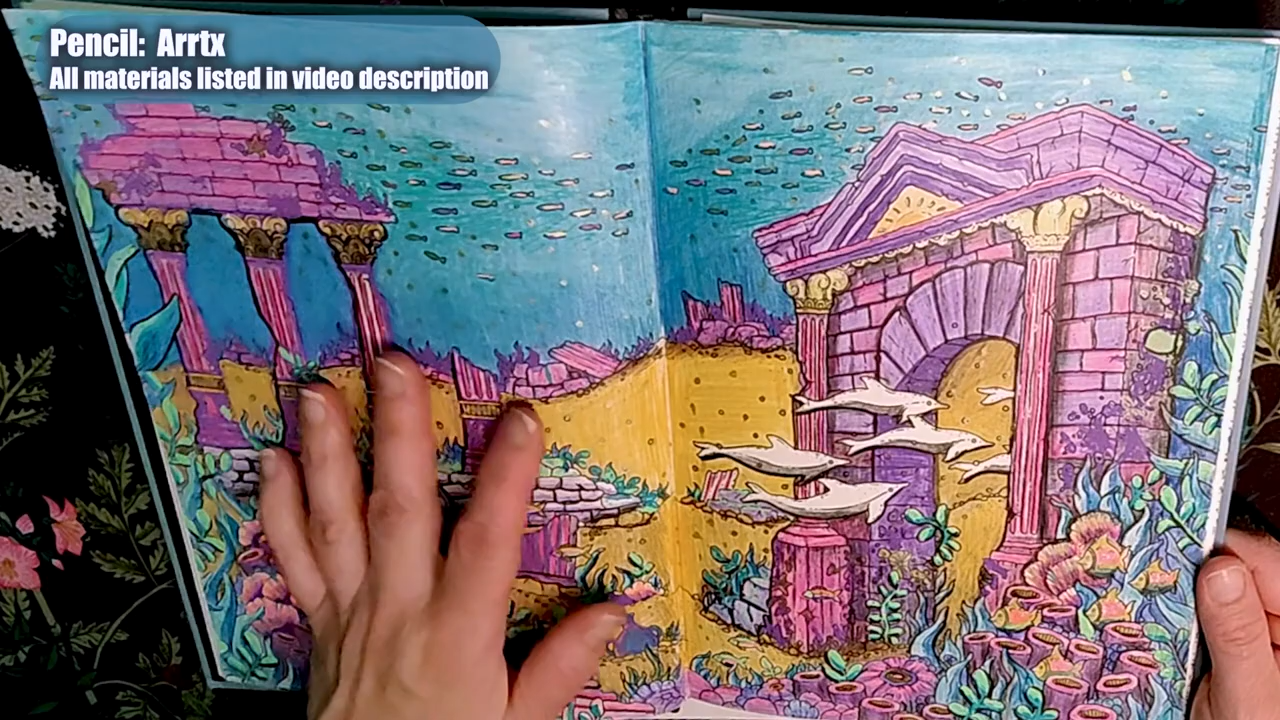 Pencil: Arrtx
All materials listed in video description